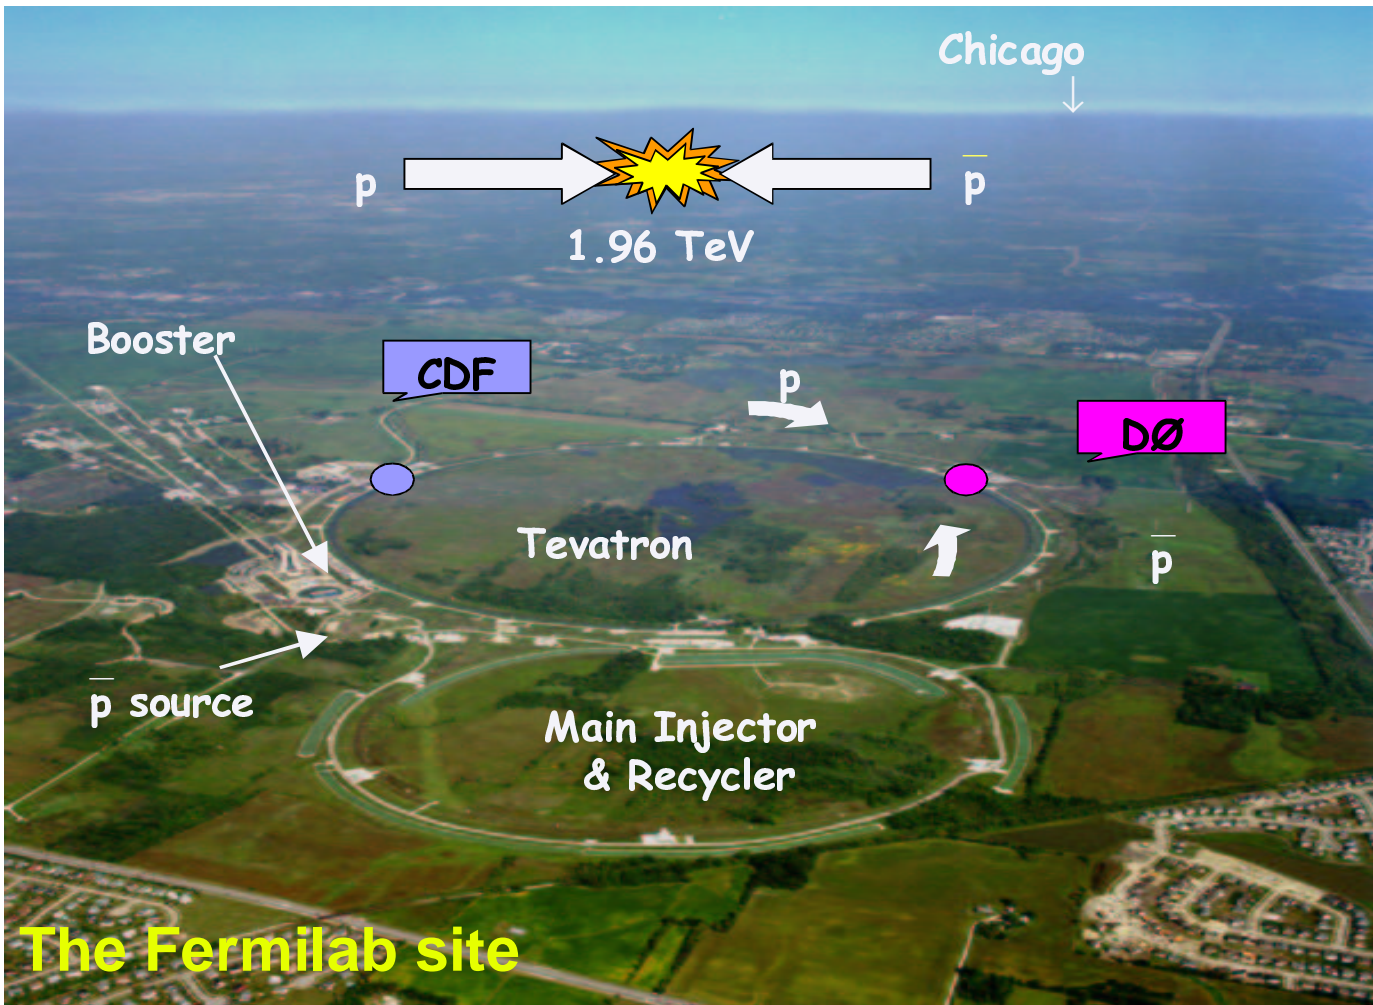 Chicago
p
p̅
1.96 TeV
Booster
CDF
p
DØ
Tevatron
p̅
p̅ source
Main Injector
& Recycler
The Fermilab site